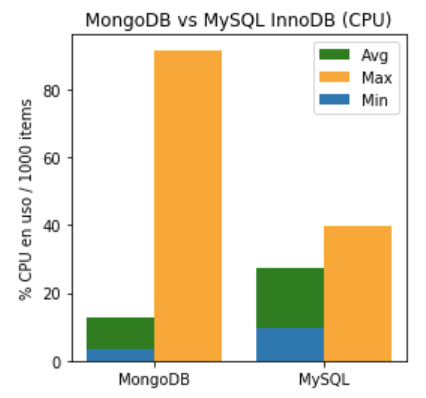 MongoDB vs MySQL InnoDB (CPU)
Avg
Max
Min
% CPU en uso / 1000 items
80
60
40
20
0
MongoDB
MySQL